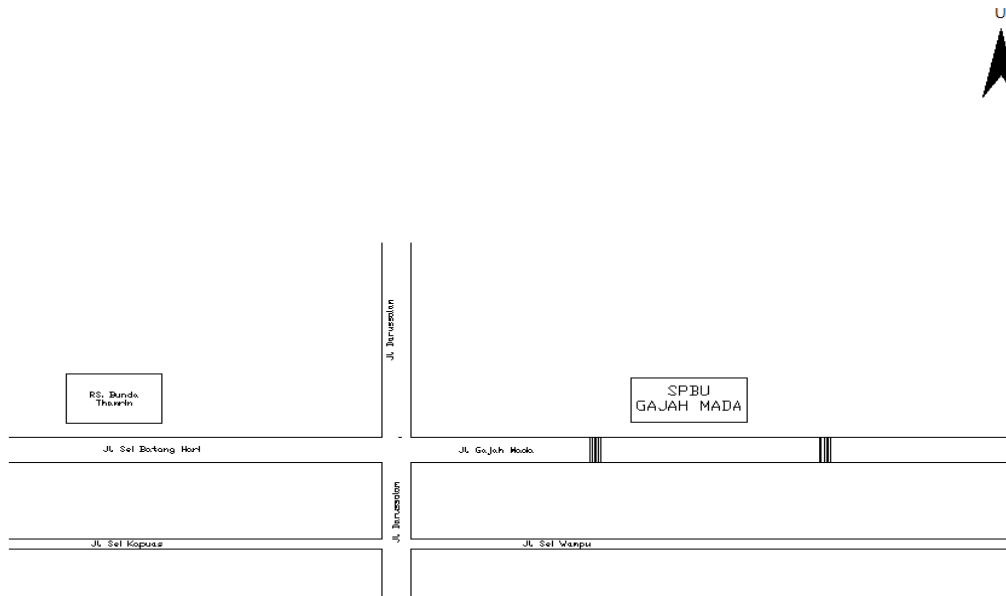 U
Jl. Darussalam
RS. Bunda
Thamrin
SPBU
GAJAH MADA
Jl. Sei Batang Hari
Jl. Gajah Mada
Jl. Darussalam
Jl. Sei Kapuas
Jl. Sei Wampu